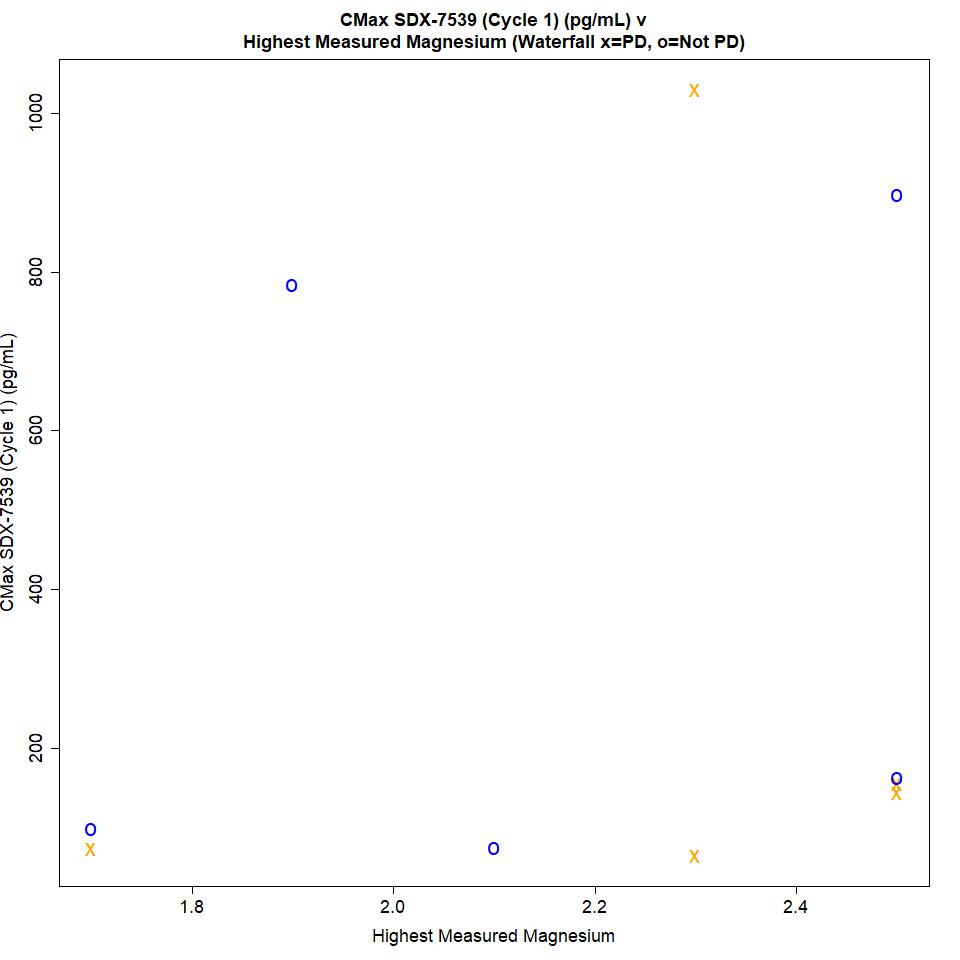 CMax SDX-7539 (Cycle 1) (pg/mL) v
Highest Measured Magnesium (Waterfall x=PD, o=Not PD)
CMax SDX-7539 (Cycle 1) (pg/mL)
1000
800
600
400
200
X
O
O
O
X
X
O
X
O
X
1.8
2.0
2.2
2.4
Highest Measured Magnesium